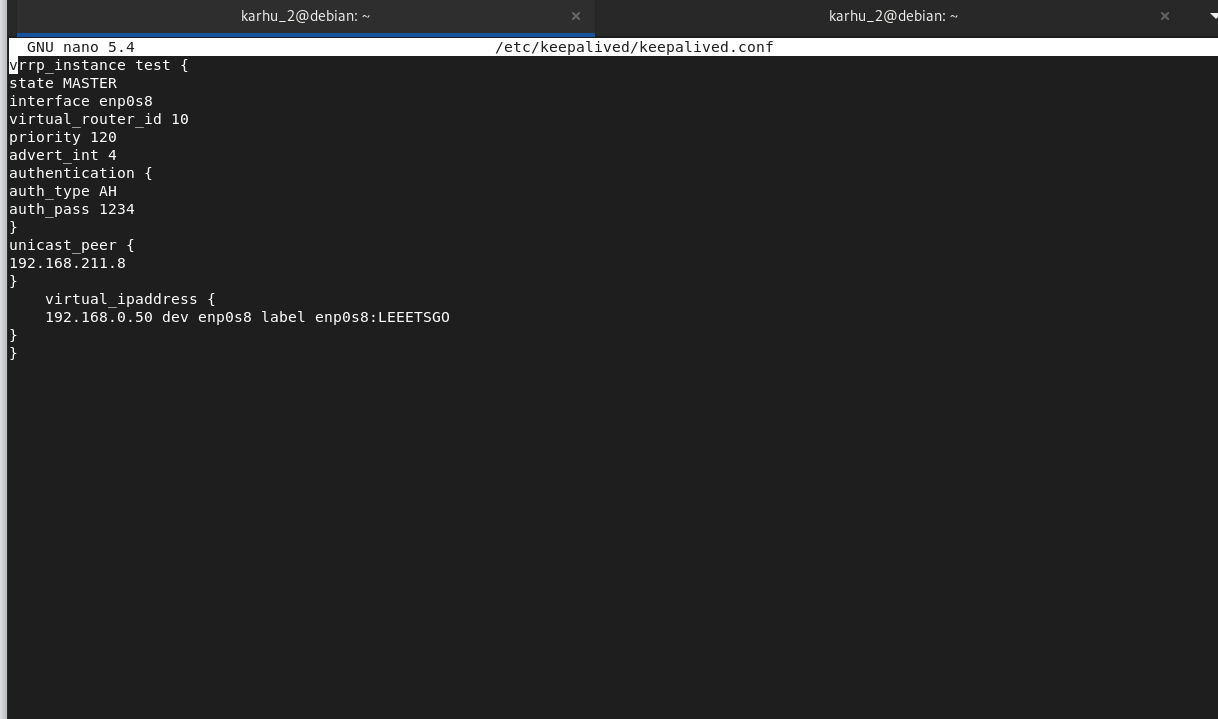 karhu_2@debian: ~ × karhu_2@debian: ~ ×
GNU nano 5.4 /etc/keepalived/keepalived.conf
vrrp_instance test {
state MASTER
interface enp0s8
virtual_router_id 10
priority 120
advert_int 4
authentication {
auth_type AH
auth_pass 1234
}
unicast_peer {
192.168.211.8
}
    virtual_ipaddress {
    192.168.0.50 dev enp0s8 label enp0s8:LEEETSGO
}
}